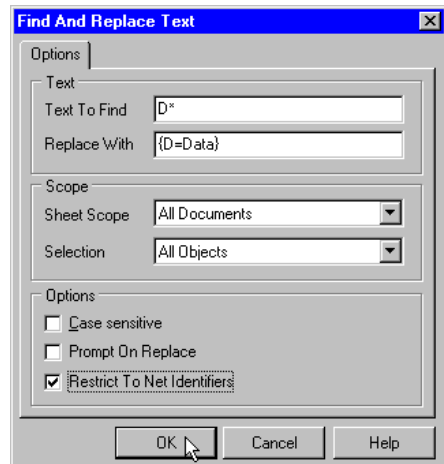 Find And Replace Text
Options
Text
Text To Find D*
Replace With {D=Data}
Scope
Sheet Scope All Documents
Selection All Objects
Options
Case sensitive
Prompt On Replace
Restrict To Net Identifiers
OK Cancel Help